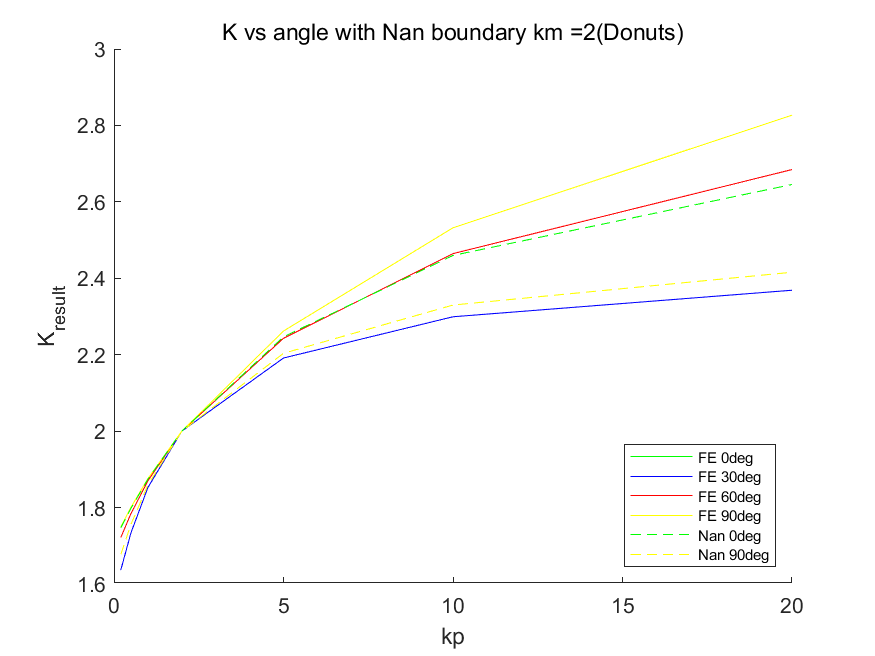 K vs angle with Nan boundary km =2(Donuts)
3
2.8
2.6
2.4
2.2
2
1.8
1.6
K_result
0
5
10
15
20
kp
FE 0deg
FE 30deg
FE 60deg
FE 90deg
Nan 0deg
Nan 90deg